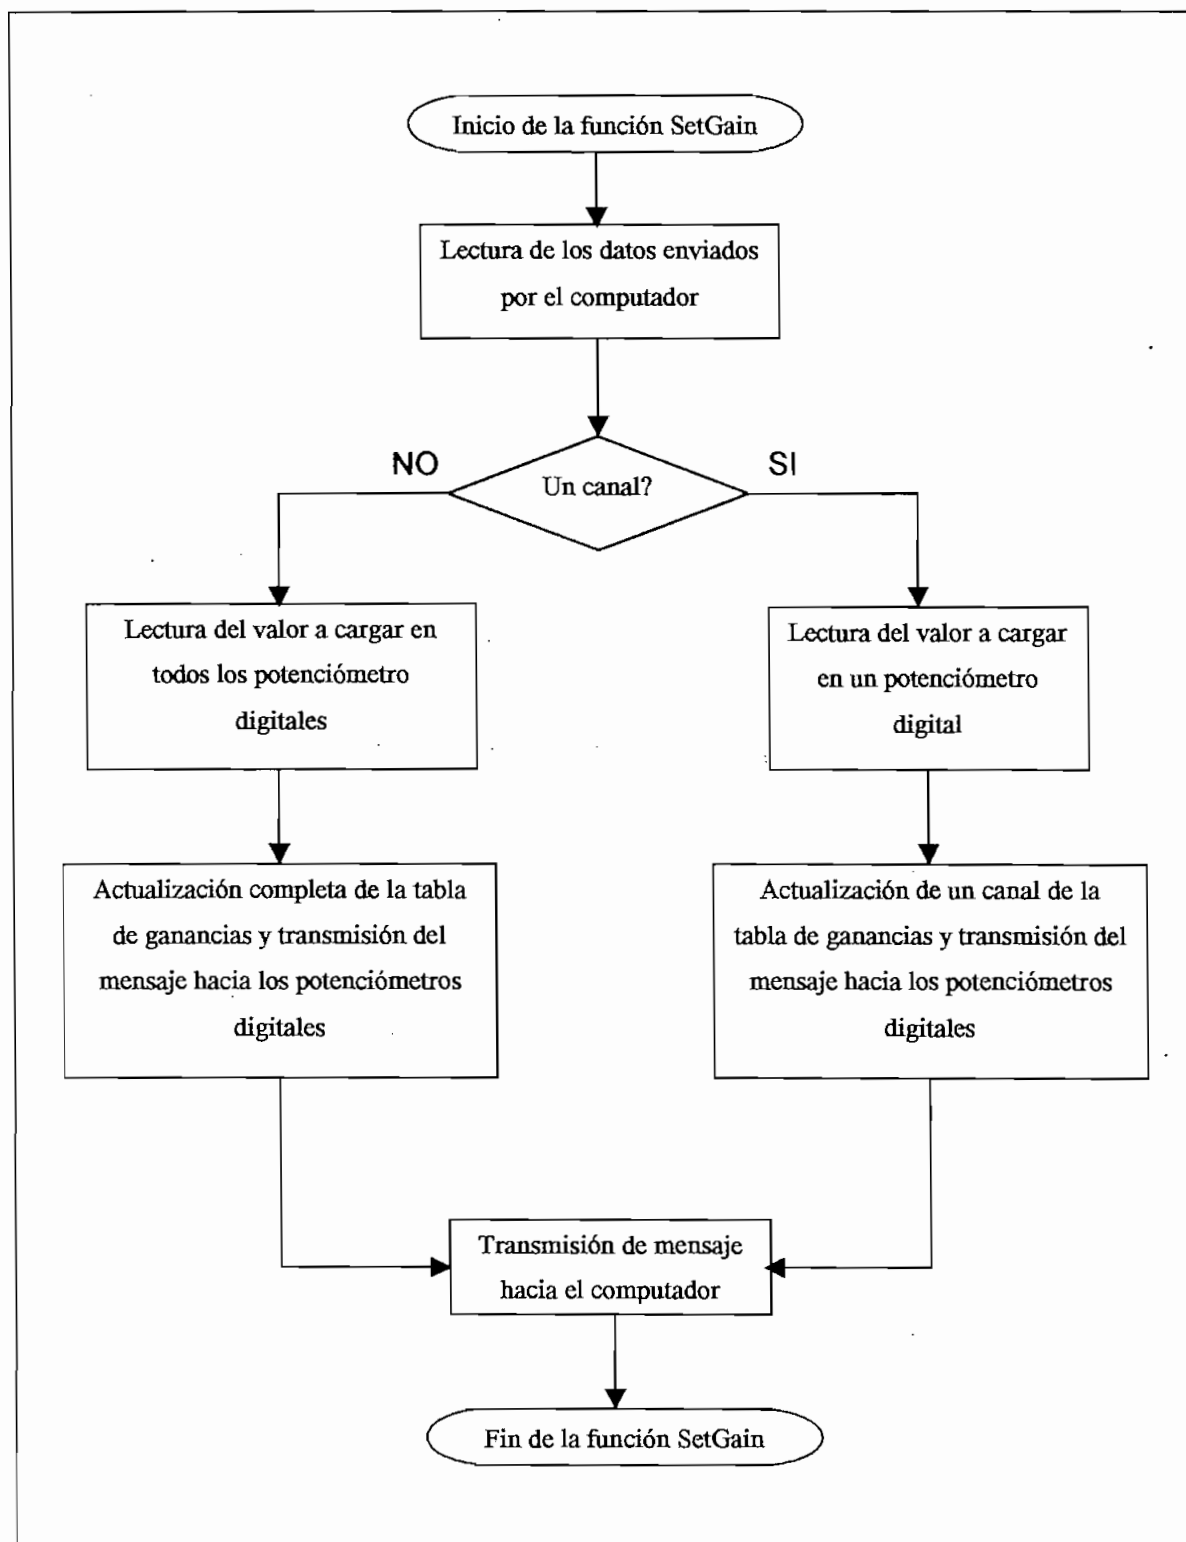 Inicio de la función SetGain
Lectura de los datos enviados
por el computador
NO
SI
Un canal?
Lectura del valor a cargar en
todos los potenciómetro
digitales
Lectura del valor a cargar
en un potenciómetro
digital
Actualización completa de la tabla
de ganancias y transmisión del
mensaje hacia los potenciómetros
digitales
Actualización de un canal de la
tabla de ganancias y transmisión del
mensaje hacia los potenciómetros
digitales
Transmisión de mensaje
hacia el computador
Fin de la función SetGain